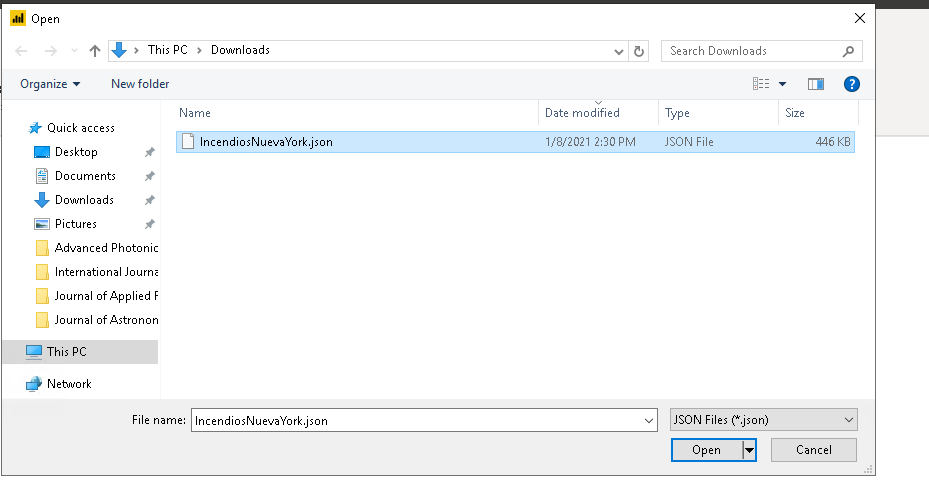 Open
This PC > Downloads
Search Downloads
Organize
New folder
Name
Date modified
Type
Size
IncendiosNuevaYork.json
1/8/2021 2:30 PM
JSON File
446 KB
Quick access
Desktop
Documents
Downloads
Pictures
Advanced Photonic
International Journa
Journal of Applied F
Journal of Astronon
This PC
Network
File name:
IncendiosNuevaYork.json
JSON Files (*.json)
Open
Cancel